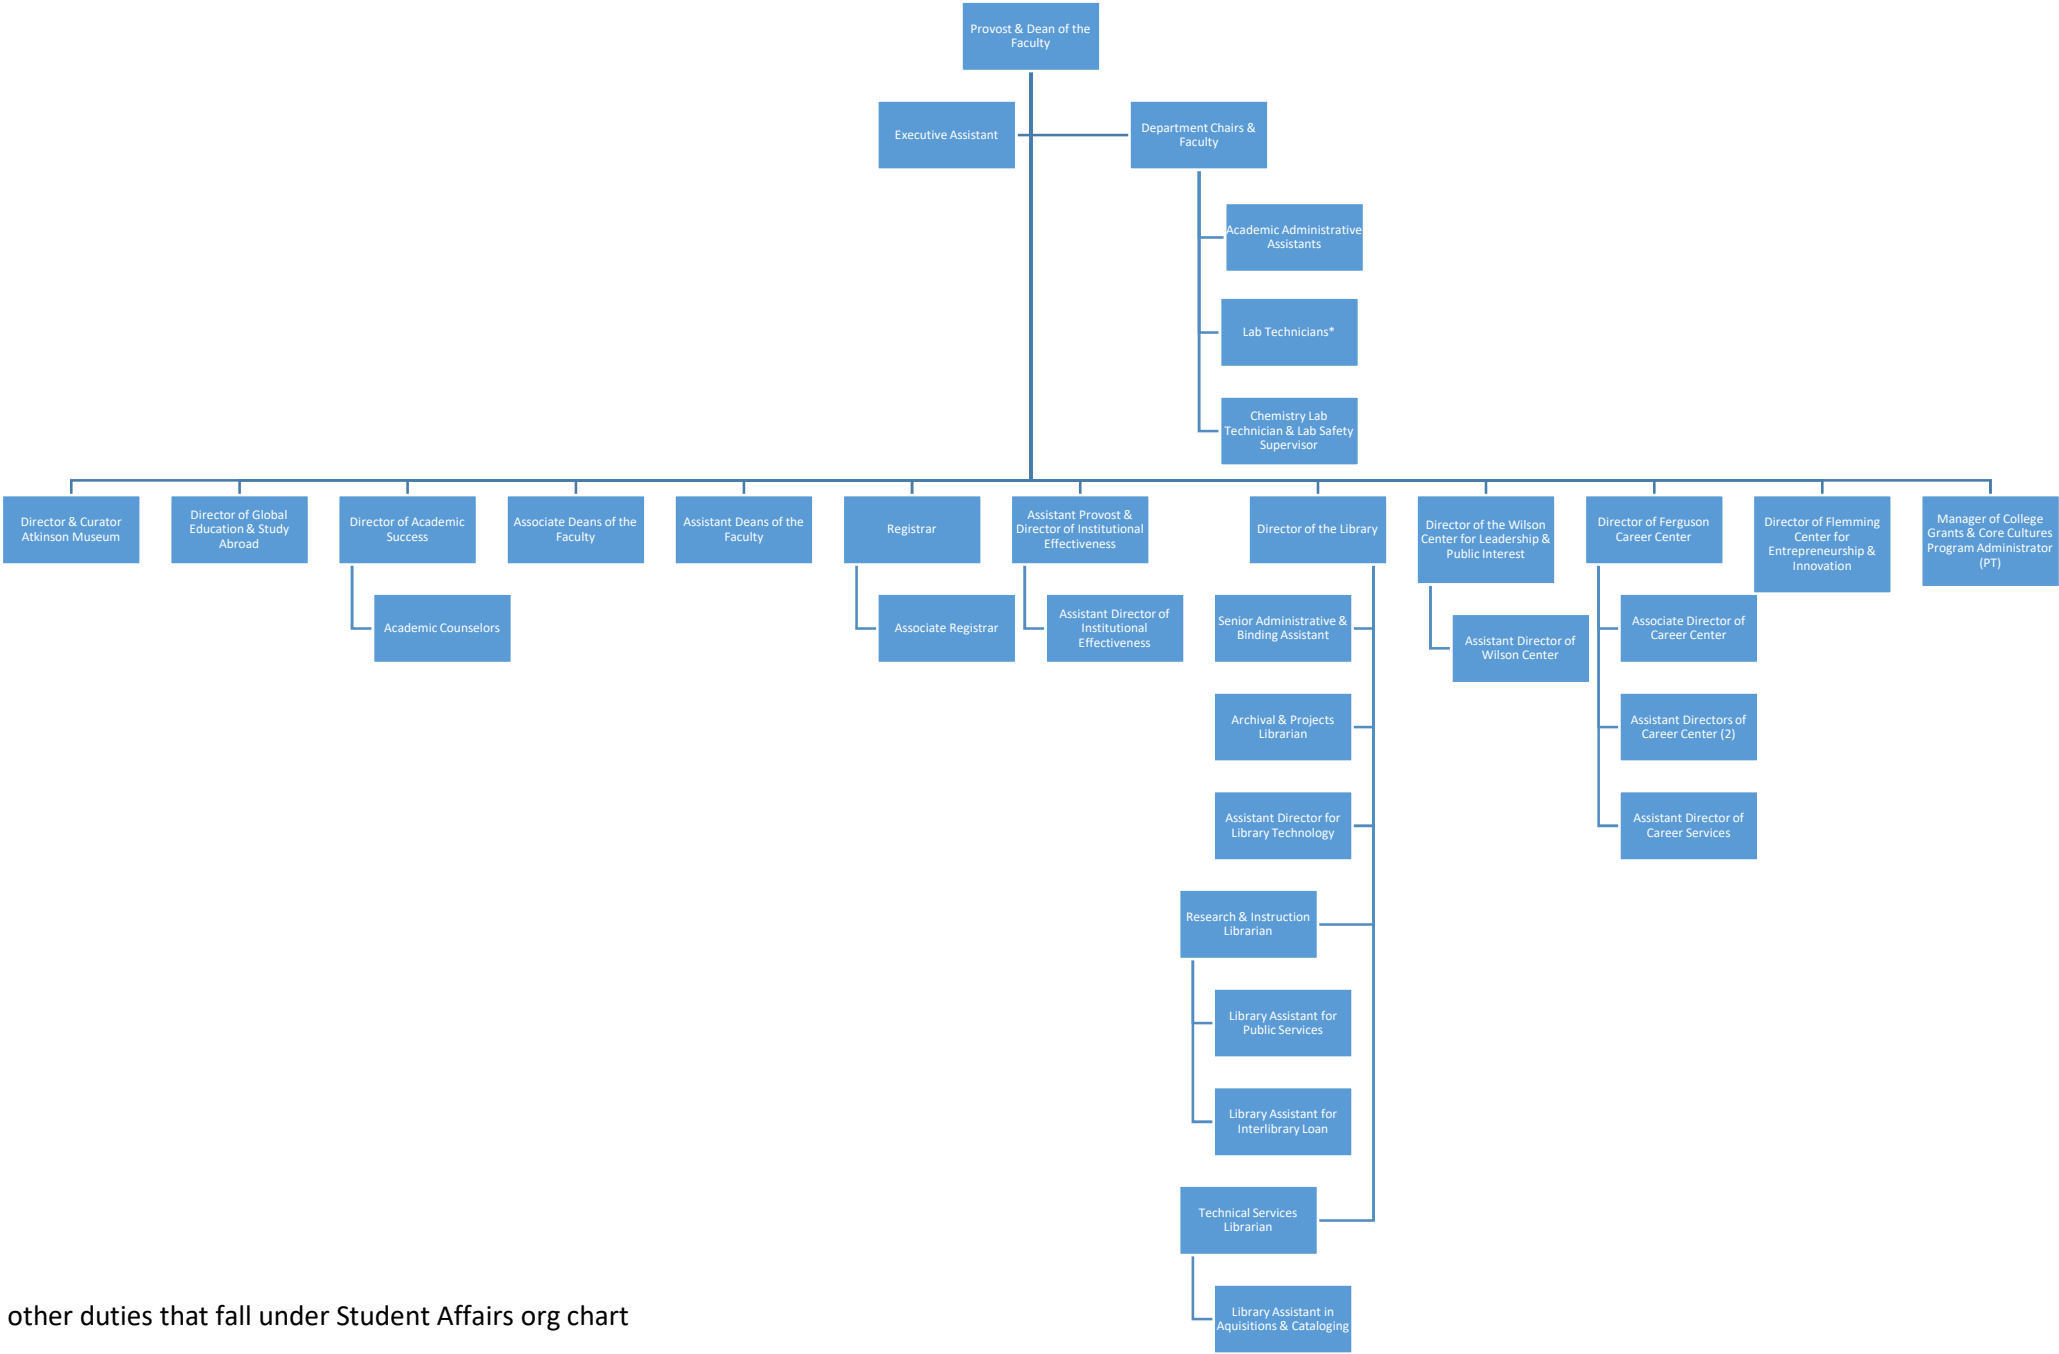 Provost & Dean of the
Faculty
Executive Assistant
Department Chairs &
Faculty
Academic Administrative
Assistants
Lab Technicians*
Chemistry Lab
Technician & Lab Safety
Supervisor
Director & Curator
Atkinson Museum
Director of Global
Education & Study
Abroad
Director of Academic
Success
Academic Counselors
Associate Deans of the
Faculty
Assistant Deans of the
Faculty
Registrar
Associate Registrar
Assistant Provost &
Director of Institutional
Effectiveness
Assistant Director of
Institutional
Effectiveness
Director of the Library
Senior Administrative &
Binding Assistant
Archival & Projects
Librarian
Assistant Director for
Library Technology
Research & Instruction
Librarian
Library Assistant for
Public Services
Library Assistant for
Interlibrary Loan
Technical Services
Librarian
Library Assistant in
Aquisitions & Cataloging
Director of the Wilson
Center for Leadership &
Public Interest
Assistant Director of
Wilson Center
Director of Ferguson
Career Center
Associate Director of
Career Center
Assistant Directors of
Career Center (2)
Assistant Director of
Career Services
Director of Flemming
Center for
Entrepreneurship &
Innovation
Manager of College
Grants & Core Cultures
Program Administrator
(PT)
other duties that fall under Student Affairs org chart